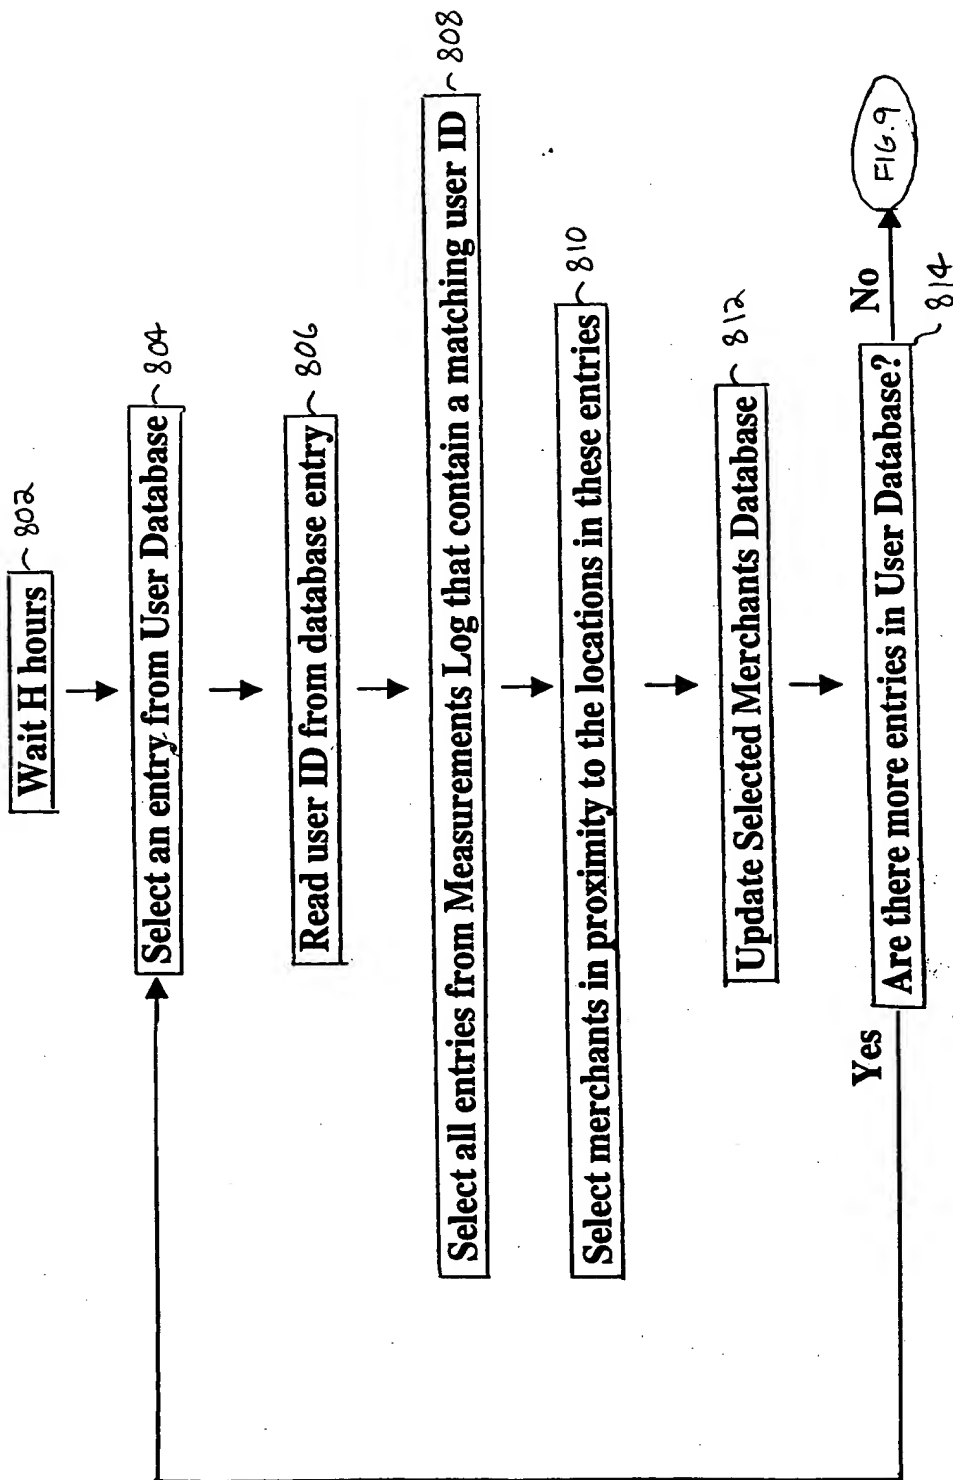 Wait H hours 802
Select an entry from User Database 804
Read user ID from database entry 806
Select all entries from Measurements Log that contain a matching user ID 808
Select merchants in proximity to the locations in these entries 810
Update Selected Merchants Database 812
Are there more entries in User Database? 814
Yes
No
FIG.9